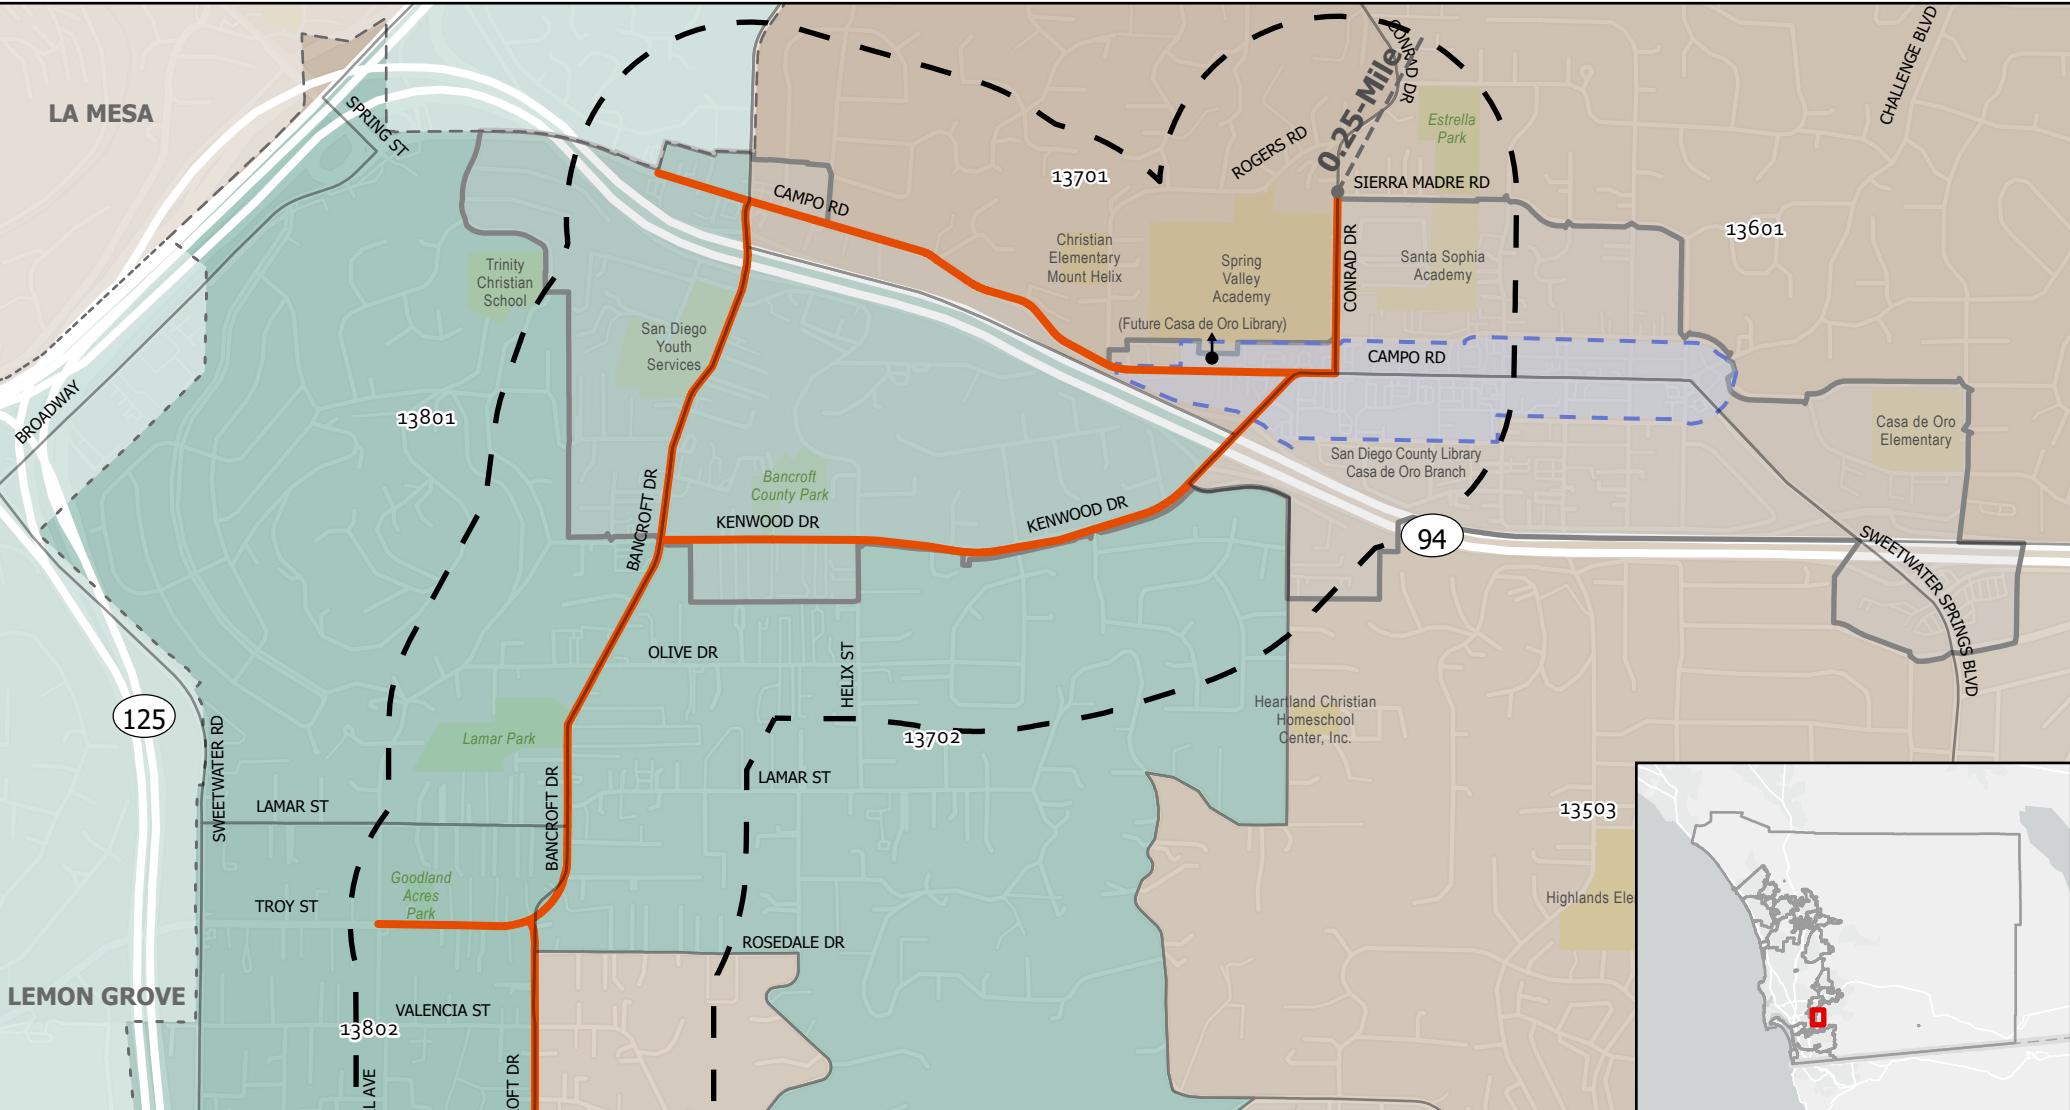 CONRAD DR
CHALLENGE BLVD
LA MESA
SPRING ST
0.25-Mile
Estrella
Park
ROGERS RD
13701
SIERRA MADRE RD
CAMPO RD
13601
Christian
Elementary
Mount Helix
Spring
Valley
Academy
CONRAD DR
Santa Sophia
Academy
Trinity
Christian
School
San Diego
Youth
Services
(Future Casa de Oro Library)
CAMPO RD
BROADWAY
13801
Casa de Oro
Elementary
San Diego County Library
Casa de Oro Branch
Bancroft
County Park
BANCROFT DR
KENWOOD DR
KENWOOD DR
94
SWEETWATER SPRINGS BLVD
OLIVE DR
HELIX ST
125
SWEETWATER RD
Lamar Park
13702
Heartland Christian
Homeschool
Center, Inc.
LAMAR ST
LAMAR ST
BANCROFT DR
13503
Goodland
Acres
Park
TROY ST
Highlands Ele
ROSEDALE DR
LEMON GROVE
VALENCIA ST
13802
L AVE
OFT DR